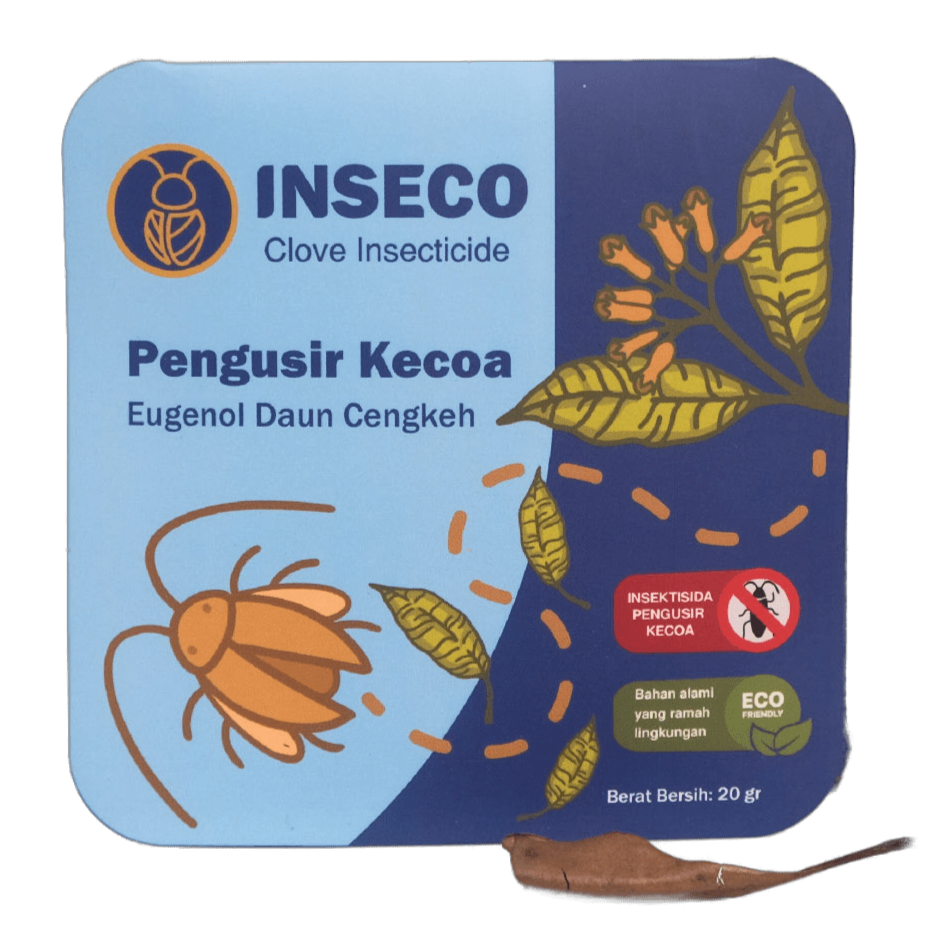 INSECO
Clove Insecticide
Pengusir Kecoa
Eugenol Daun Cengkeh
INSEKTISIDA
PENGUSIR
KECOA
Bahan alami
yang ramah
lingkungan
ECO
FRIENDLY
Berat Bersih: 20 gr